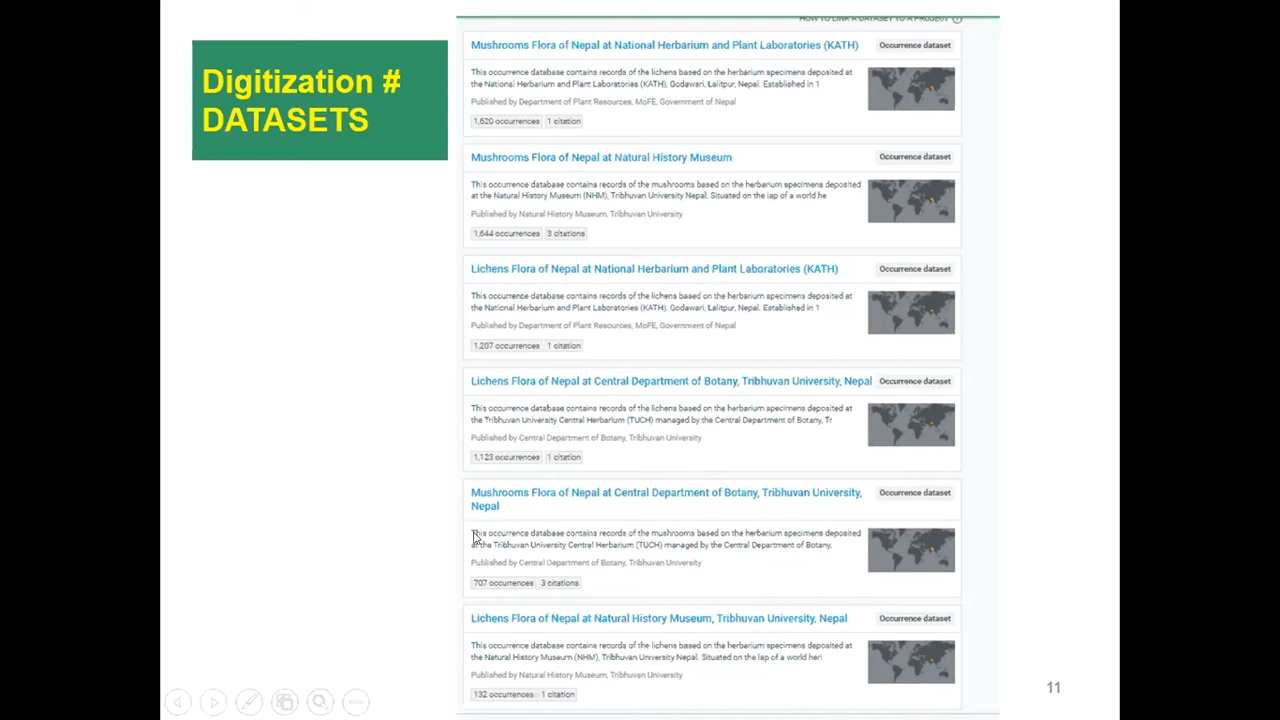 HOW TO LINK A DATASET TO A PROJECT
Digitization #
DATASETS
Mushrooms Flora of Nepal at National Herbarium and Plant Laboratories (KATH)
Occurrence dataset
This occurrence database contains records of the lichens based on the herbarium specimens deposited at
the National Herbarium and Plant Laboratories (KATH), Godawari, Lalitpur, Nepal. Established in 1
Published by Department of Plant Resources, MoFE, Government of Nepal
1,620 occurrences 1 citation
Mushrooms Flora of Nepal at Natural History Museum
Occurrence dataset
This occurrence database contains records of the mushrooms based on the herbarium specimens deposited
at the Natural History Museum (NHM), Tribhuvan University Nepal. Situated on the lap of a world he
Published by Natural History Museum, Tribhuvan University
1,644 occurrences 3 citations
Lichens Flora of Nepal at National Herbarium and Plant Laboratories (KATH)
Occurrence dataset
This occurrence database contains records of the lichens based on the herbarium specimens deposited at
the National Herbarium and Plant Laboratories (KATH), Godawari, Lalitpur, Nepal. Established in 1
Published by Department of Plant Resources, MoFE, Government of Nepal
1,207 occurrences 1 citation
Lichens Flora of Nepal at Central Department of Botany, Tribhuvan University, Nepal
Occurrence dataset
This occurrence database contains records of the lichens based on the herbarium specimens deposited at
the Tribhuvan University Central Herbarium (TUCH) managed by the Central Department of Botany, Tr
Published by Central Department of Botany, Tribhuvan University
1,123 occurrences 1 citation
Mushrooms Flora of Nepal at Central Department of Botany, Tribhuvan University,
Nepal
Occurrence dataset
This occurrence database contains records of the mushrooms based on the herbarium specimens deposited
at the Tribhuvan University Central Herbarium (TUCH) managed by the Central Department of Botany,
Published by Central Department of Botany, Tribhuvan University
707 occurrences 3 citations
Lichens Flora of Nepal at Natural History Museum, Tribhuvan University, Nepal
Occurrence dataset
This occurrence database contains records of the lichens based on the herbarium specimens deposited at
the Natural History Museum (NHM), Tribhuvan University Nepal. Situated on the lap of a world heri
Published by Natural History Museum, Tribhuvan University
132 occurrences 1 citation
11